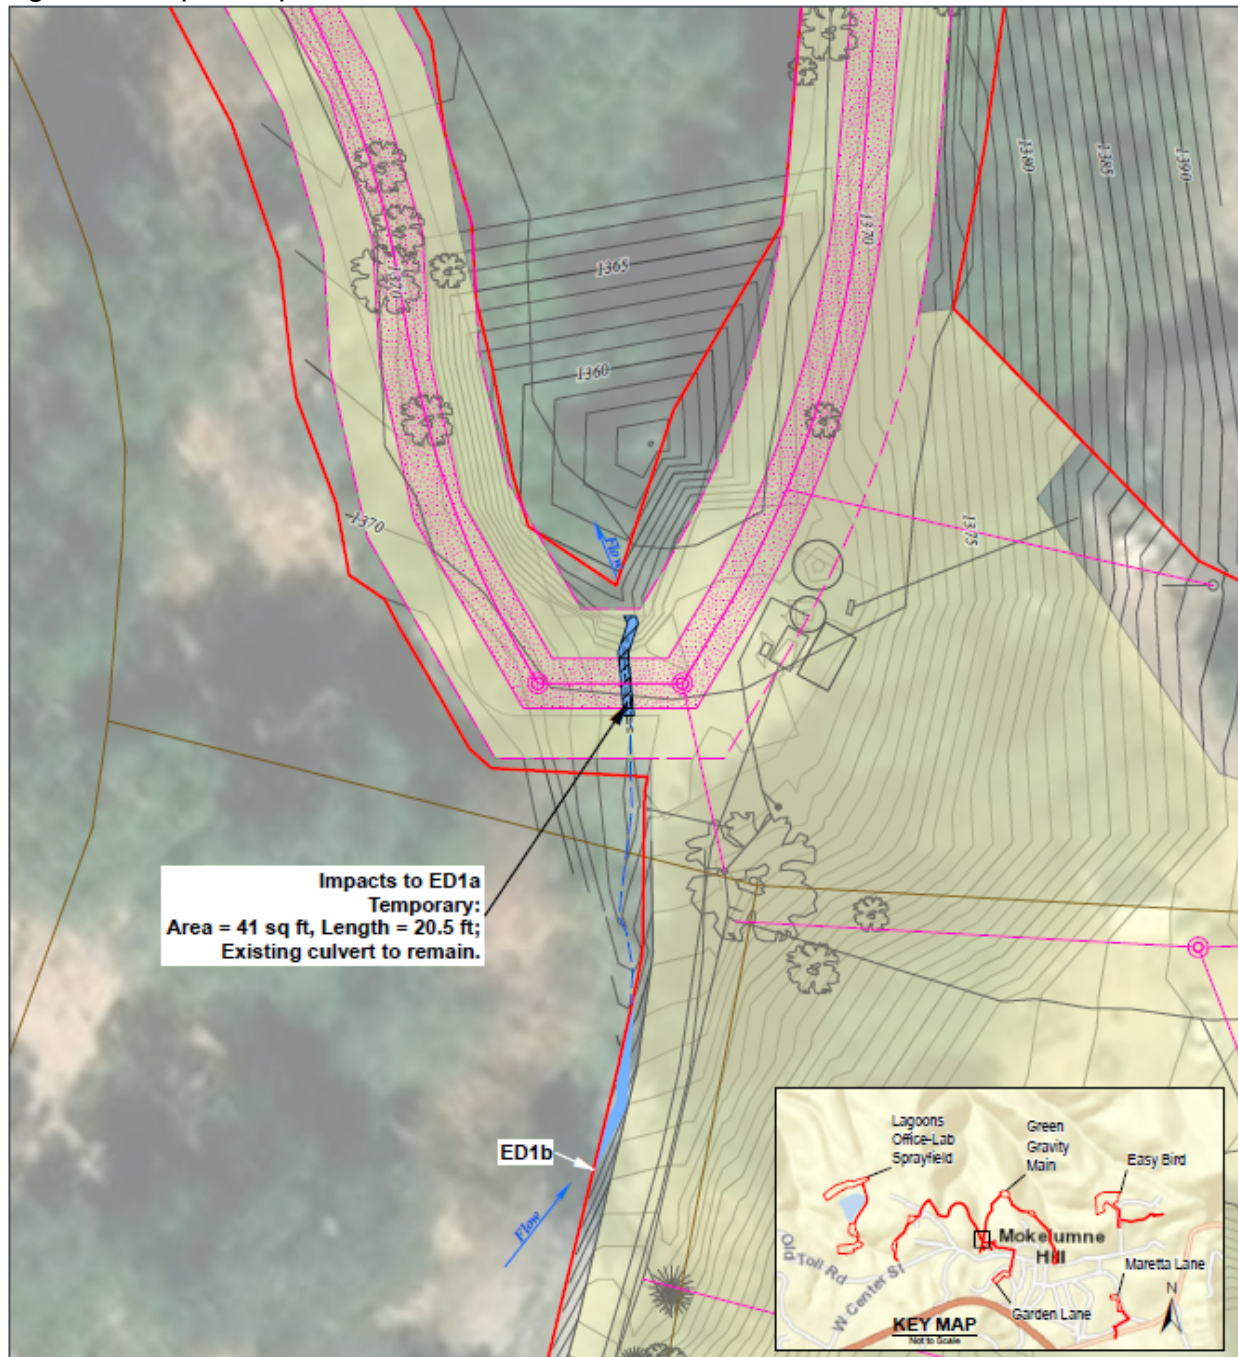 1380
1385
1390
1370
1365
1370
1360
1370
1375
Flow
Impacts to ED1a
Temporary:
Area = 41 sq ft, Length = 20.5 ft;
Existing culvert to remain.
ED1b
Flow
Lagoons
Office-Lab
Sprayfield
Green
Gravity
Main
Easy Bird
Mokelumne
Hill
Old Toll Rd
W Center St
Maretta Lane
N
Garden Lane
KEY MAP
Not to Scale